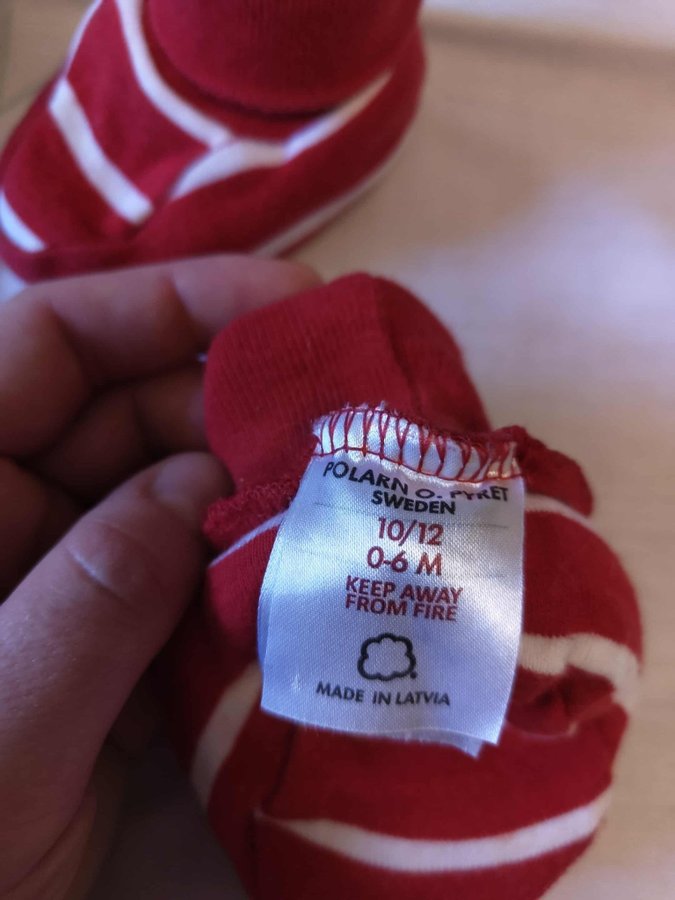 POLARN O. PYRET
SWEDEN
10/12
0-6 M
KEEP AWAY
FROM FIRE
MADE IN LATVIA